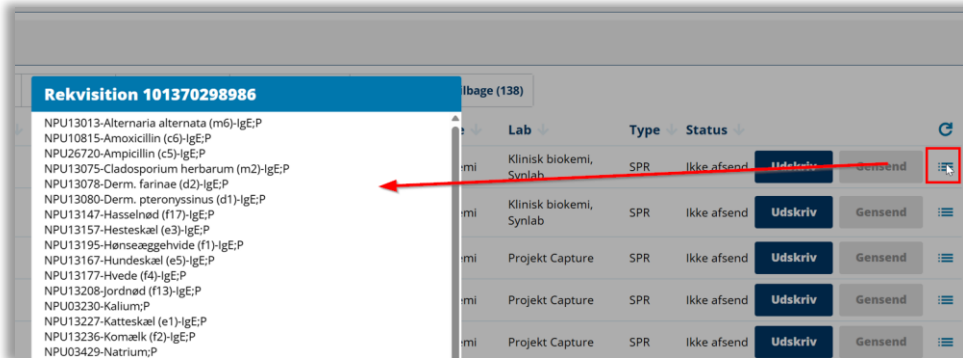 lbage (138)
Rekvisition 101370298986
NPU13013-Alternaria alternata (m6)-IgE;P
NPU10815-Amoxicillin (c6)-IgE;P
NPU26720-Ampicillin (c5)-IgE;P
NPU13075-Cladosporium herbarum (m2)-IgE;P
NPU13078-Derm. farinae (d2)-IgE;P
NPU13080-Derm. pteronyssinus (d1)-IgE;P
NPU13147-Hasselnød (f17)-IgE;P
NPU13157-Hesteskæl (e3)-IgE;P
NPU13195-Hønseæggehvide (f1)-IgE;P
NPU13167-Hundeskæl (e5)-IgE;P
NPU13177-Hvede (f4)-IgE;P
NPU13208-Jordnød (f13)-IgE;P
NPU03230-Kalium;P
NPU13227-Katteskæl (e1)-IgE;P
NPU13236-Komælk (f2)-IgE;P
NPU03429-Natrium;P
e Lab Type Status
emi Klinisk biokemi, Synlab SPR Ikke afsend Udskriv Gensend
emi Klinisk biokemi, Synlab SPR Ikke afsend Udskriv Gensend
emi Projekt Capture SPR Ikke afsend Udskriv Gensend
emi Projekt Capture SPR Ikke afsend Udskriv Gensend
emi Projekt Capture SPR Ikke afsend Udskriv Gensend